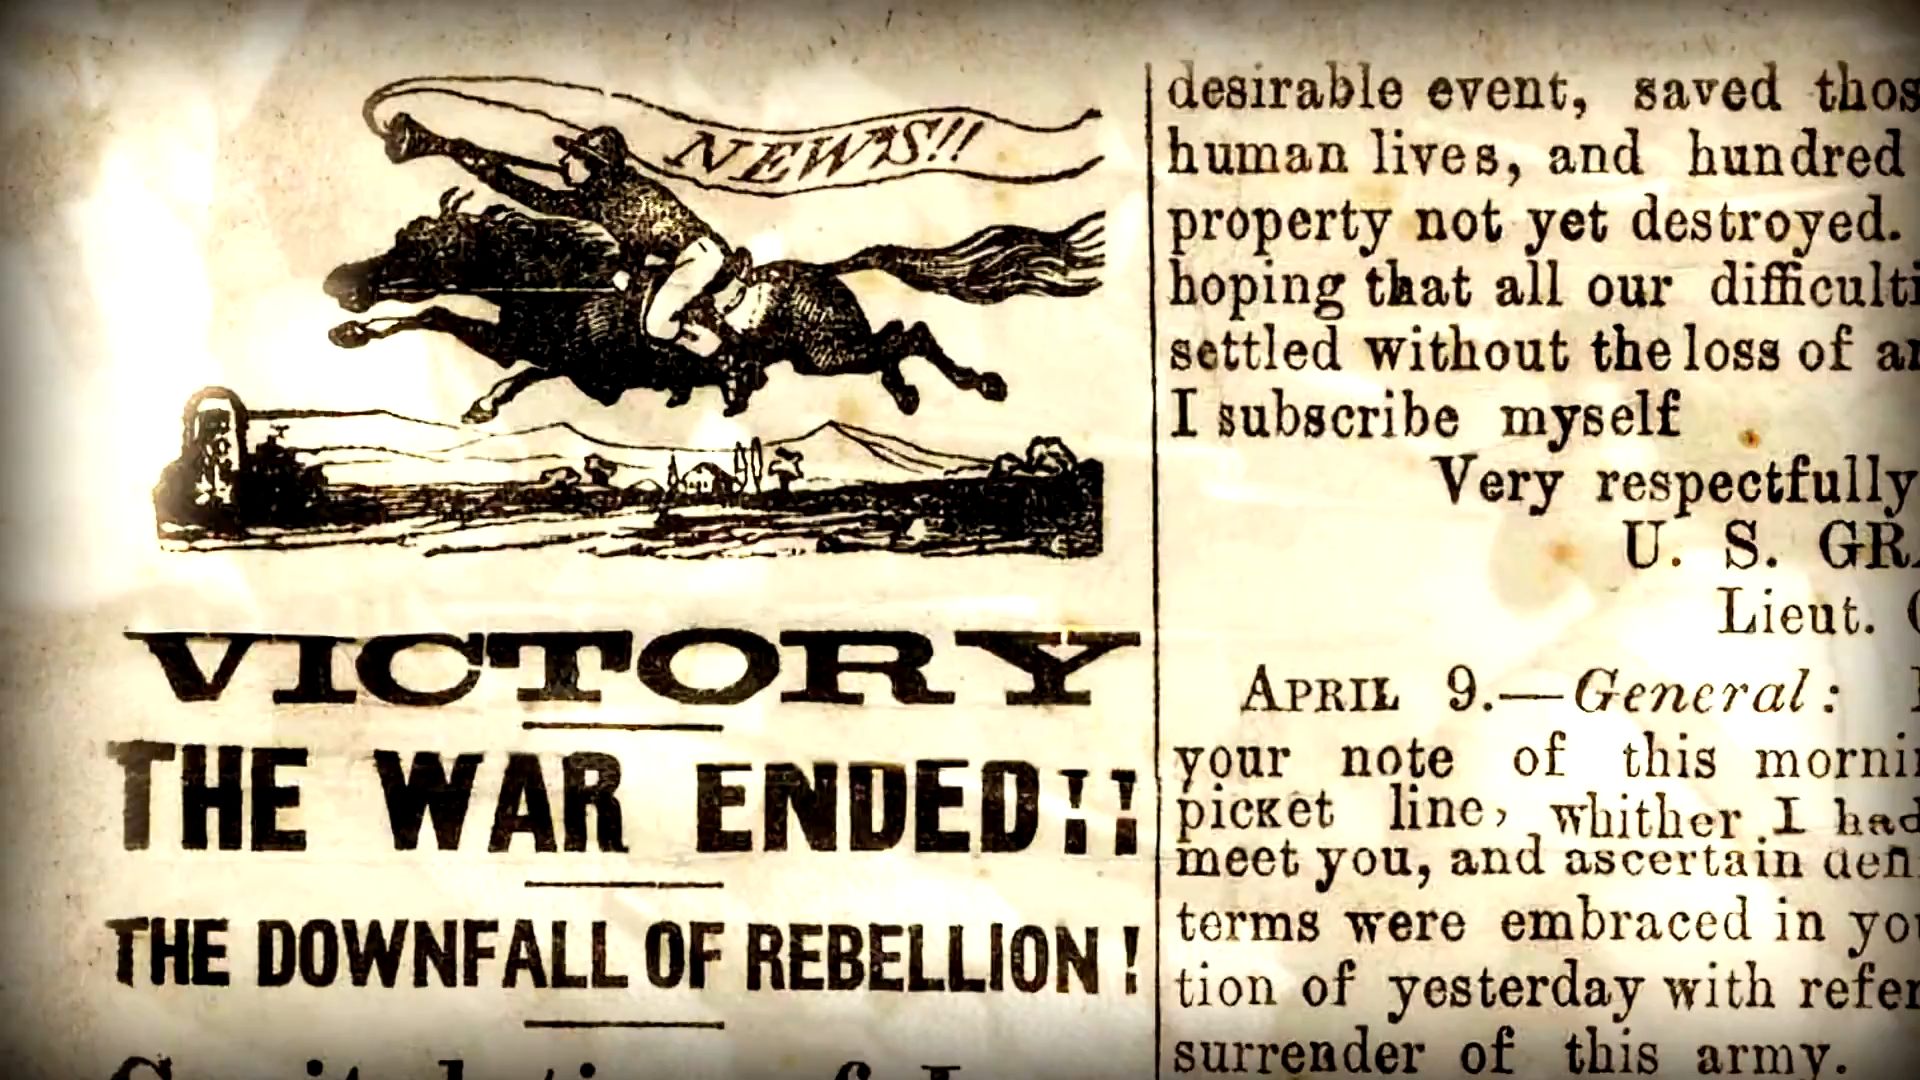 NEWS!!
VICTORY
THE WAR ENDED!!
THE DOWNFALL OF REBELLION!
desirable event, saved
human lives, and hundred
property not yet destroyed.
hoping that all our
settled without the loss of
I subscribe myself
Very respectfully
U. S.
Lieut.
APRIL 9.—General:
your note of this
picket line, whither I had
meet you, and ascertain
terms were embraced in
tion of yesterday with
surrender of this army.